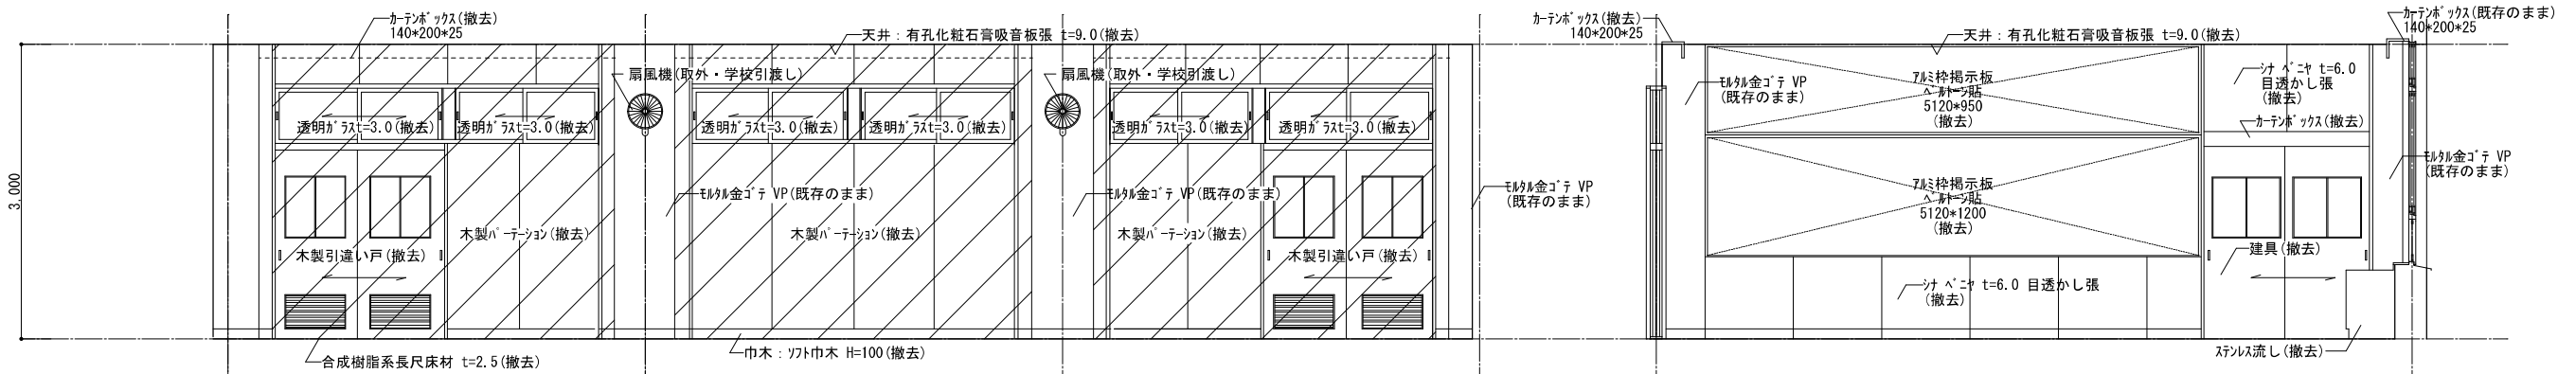 カーテンボックス(撤去)
140*200*25
天井：有孔化粧石膏吸音板張 t=9.0(撤去)
扇風機(取外・学校引渡し)
扇風機(取外・学校引渡し)
透明ガラスt=3.0(撤去)
透明ガラスt=3.0(撤去)
透明ガラスt=3.0(撤去)
透明ガラスt=3.0(撤去)
透明ガラスt=3.0(撤去)
透明ガラスt=3.0(撤去)
3,000
モルタル金ゴテ VP(既存のまま)
モルタル金ゴテ VP(既存のまま)
モルタル金ゴテ VP
(既存のまま)
木製パーテーション(撤去)
木製パーテーション(撤去)
木製パーテーション(撤去)
木製引違い戸(撤去)
木製引違い戸(撤去)
合成樹脂系長尺床材 t=2.5(撤去)
巾木：ソフト巾木 H=100(撤去)
カーテンボックス(撤去)
140*200*25
天井：有孔化粧石膏吸音板張 t=9.0(撤去)
カーテンボックス(既存のまま)
140*200*25
モルタル金ゴテ VP
(既存のまま)
アルミ枠掲示板
ベルトーン貼
5120*950
(撤去)
シナ ベニヤ t=6.0
目透かし張
(撤去)
カーテンボックス(撤去)
モルタル金ゴテ VP
(既存のまま)
アルミ枠掲示板
ベルトーン貼
5120*1200
(撤去)
建具(撤去)
シナ ベニヤ t=6.0 目透かし張
(撤去)
ステンレス流し(撤去)